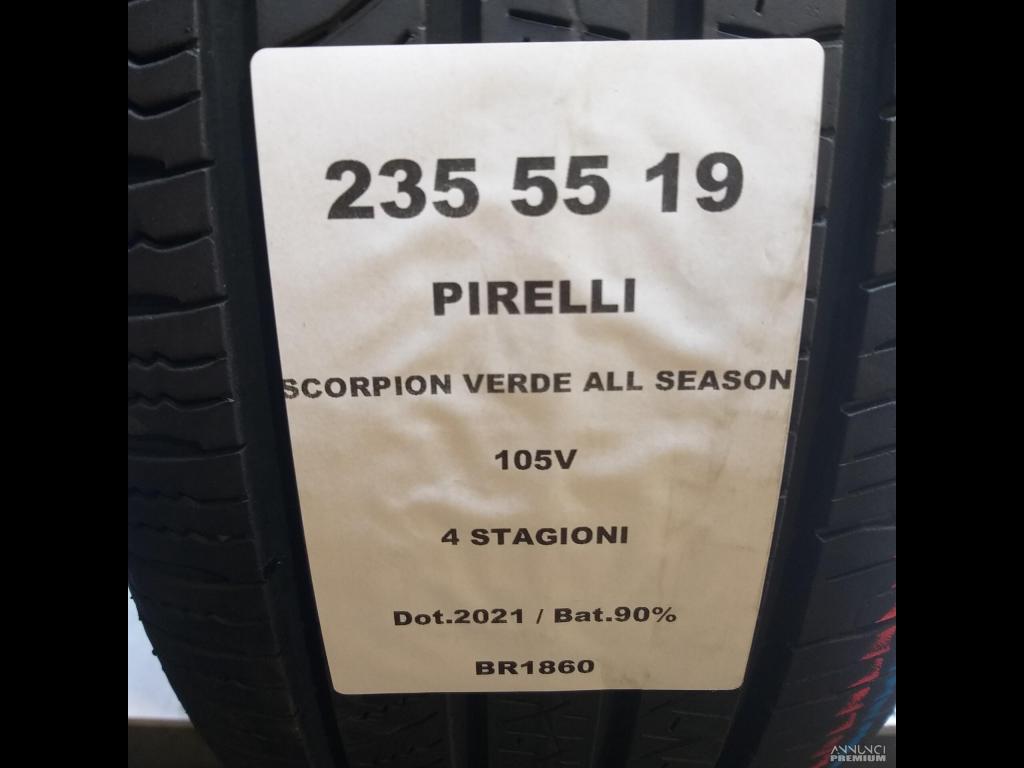 235 55 19
PIRELLI
SCORPION VERDE ALL SEASON
105V
4 STAGIONI
Dot.2021 / Bat.90%
BR1860
ANNUNCI
PREMIUM